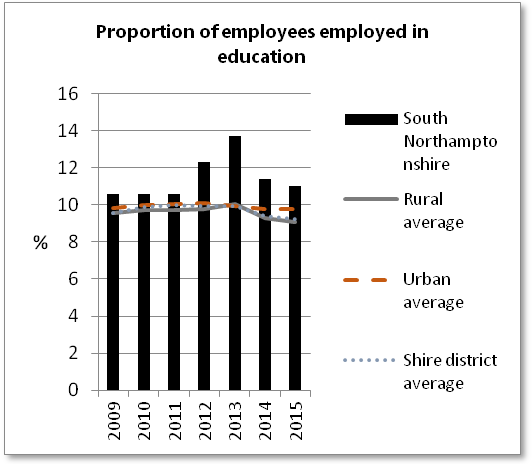 Proportion of employees employed in
education
16
14
12
10
8
6
4
2
0
%
2009
2010
2011
2012
2013
2014
2015
South
Northampto
nshire
Rural
average
Urban
average
Shire district
average